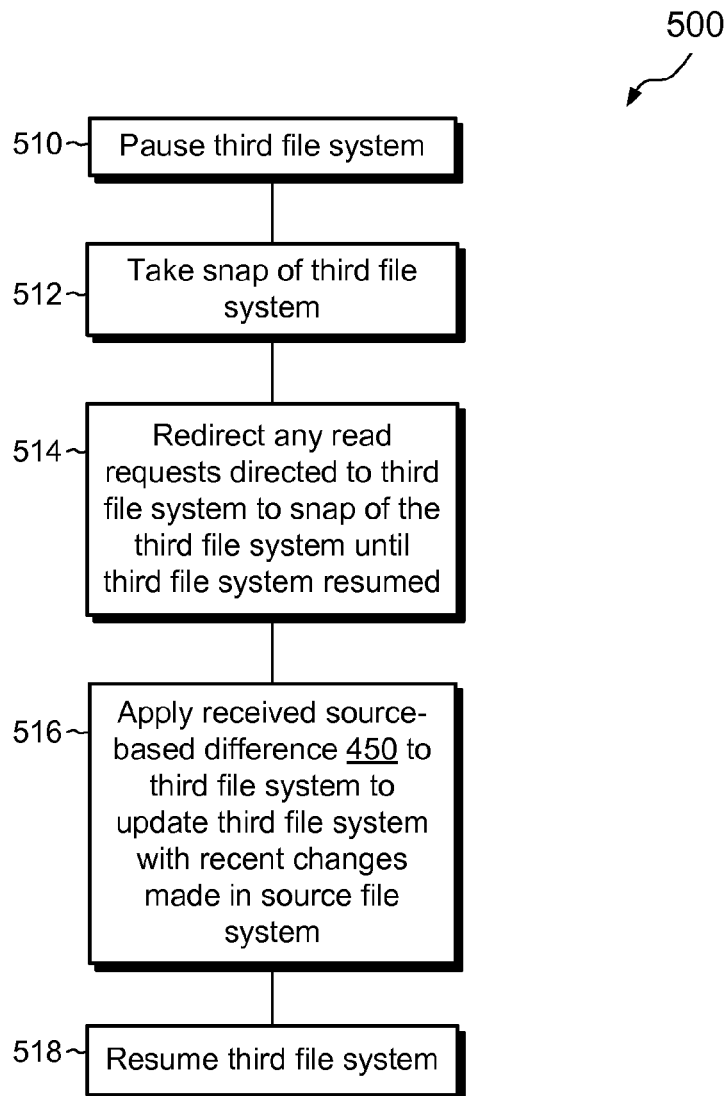 500
510
Pause third file system
512
Take snap of third file
system
514
Redirect any read
requests directed to third
file system to snap of the
third file system until
third file system resumed
516
Apply received source-
based difference 450 to
third file system to
update third file system
with recent changes
made in source file
system
518
Resume third file system